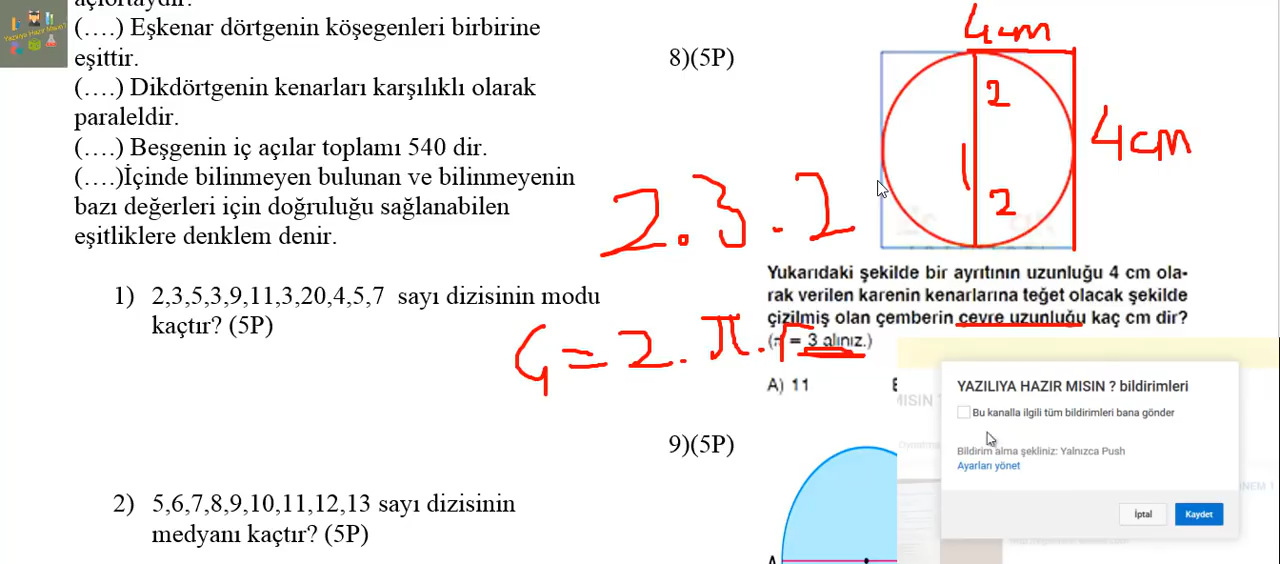 YAZILIYA HAZIR MISIN?
açıortaydır.
(….) Eşkenar dörtgenin köşegenleri birbirine
eşittir.
(….) Dikdörtgenin kenarları karşılıklı olarak
paraleldir.
(….) Beşgenin iç açılar toplamı 540 dir.
(….)İçinde bilinmeyen bulunan ve bilinmeyenin
bazı değerleri için doğruluğu sağlanabilen
eşitliklere denklem denir.
1) 2,3,5,3,9,11,3,20,4,5,7 sayı dizisinin modu
kaçtır? (5P)
2) 5,6,7,8,9,10,11,12,13 sayı dizisinin
medyanı kaçtır? (5P)
8)(5P)
4cm
2
4cm
2
2.3.2
Yukarıdaki şekilde bir ayrıtının uzunluğu 4 cm ola-
rak verilen karenin kenarlarına teğet olacak şekilde
çizilmiş olan çemberin çevre uzunluğu kaç cm dir?
(π = 3 alınız.)
Ç=2.π.r
A) 11
9)(5P)
A
YAZILIYA HAZIR MISIN ? bildirimleri
Bu kanalla ilgili tüm bildirimleri bana gönder
Bildirim alma şekliniz: Yalnızca Push
Ayarları yönet
İptal
Kaydet